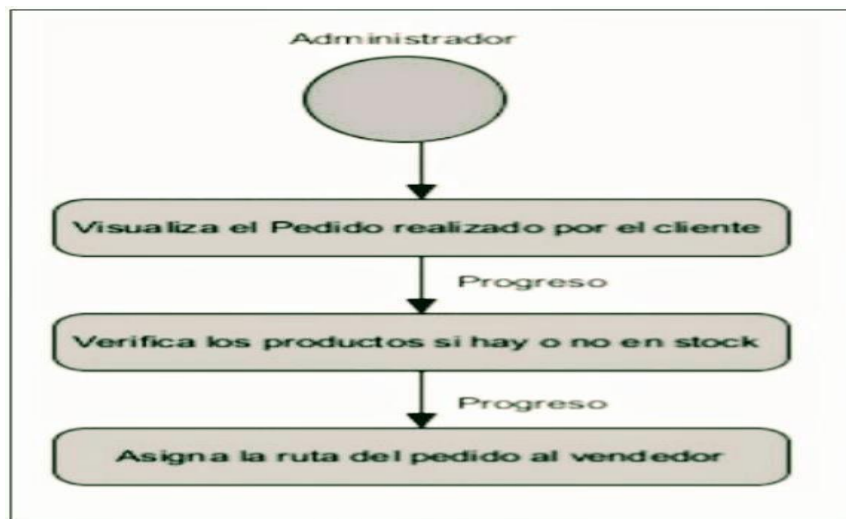 Administrador
Visualiza el Pedido realizado por el cliente
Progreso
Verifica los productos si hay o no en stock
Progreso
Asigna la ruta del pedido al vendedor